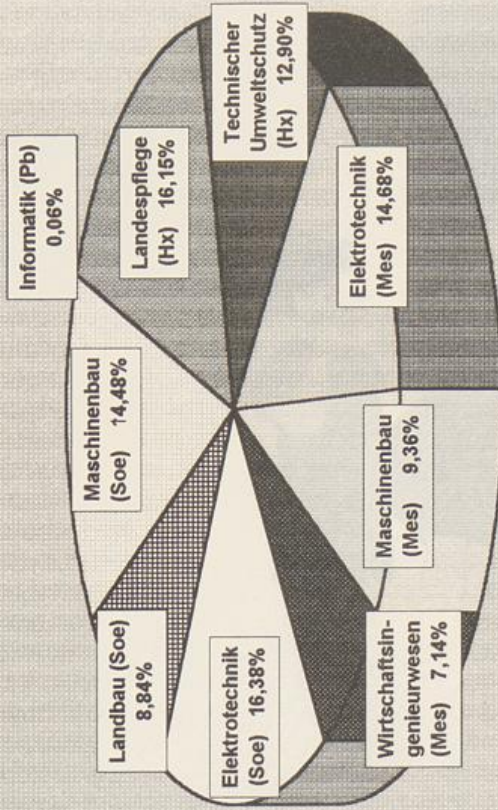 Informatik (Pb)
0,06%
Landespflege
(Hx) 16,15%
Technischer
Umweltschutz
(Hx) 12,90%
Elektrotechnik
(Mes) 14,68%
Maschinenbau
(Mes) 9,36%
Wirtschaftsin-
genieurwesen
(Mes) 7,14%
Elektrotechnik
(Soe) 16,38%
Landbau (Soe)
8,84%
Maschinenbau
(Soe) ↑4,48%